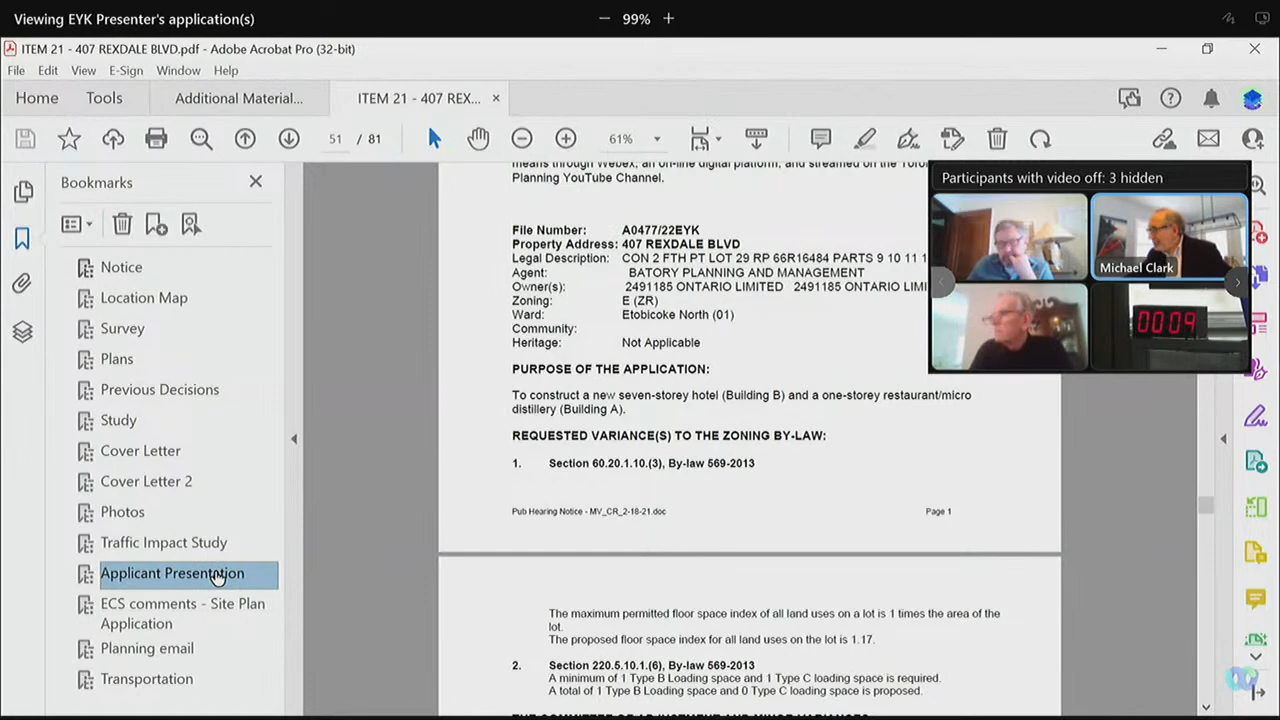 Viewing EYK Presenter's application(s)
99%
ITEM 21 - 407 REXDALE BLVD.pdf - Adobe Acrobat Pro (32-bit)
File Edit View E-Sign Window Help
Home Tools Additional Material... ITEM 21 - 407 REX...
51 / 81 61%
Bookmarks
Notice
Location Map
Survey
Plans
Previous Decisions
Study
Cover Letter
Cover Letter 2
Photos
Traffic Impact Study
Applicant Presentation
ECS comments - Site Plan
Application
Planning email
Transportation
means through Webex, an on-line digital platform, and streamed on the
Planning YouTube Channel.
File Number: A0477/22EYK
Property Address: 407 REXDALE BLVD
Legal Description: CON 2 FTH PT LOT 29 RP 66R16484 PARTS 9 10 11
Agent: BATORY PLANNING AND MANAGEMENT
Owner(s): 2491185 ONTARIO LIMITED 2491185 ONTARIO
Zoning: E (ZR)
Ward: Etobicoke North (01)
Community:
Heritage: Not Applicable
PURPOSE OF THE APPLICATION:
To construct a new seven-storey hotel (Building B) and a one-storey restaurant/micro
distillery (Building A).
REQUESTED VARIANCE(S) TO THE ZONING BY-LAW:
1. Section 60.20.1.10.(3), By-law 569-2013
Pub Hearing Notice - MV_CR_2-18-21.doc Page 1
The maximum permitted floor space index of all land uses on a lot is 1 times the area of the
lot.
The proposed floor space index for all land uses on the lot is 1.17.
2. Section 220.5.10.1.(6), By-law 569-2013
A minimum of 1 Type B Loading space and 1 Type C loading space is required.
A total of 1 Type B Loading space and 0 Type C loading space is proposed.
Participants with video off: 3 hidden
Michael Clark
0009